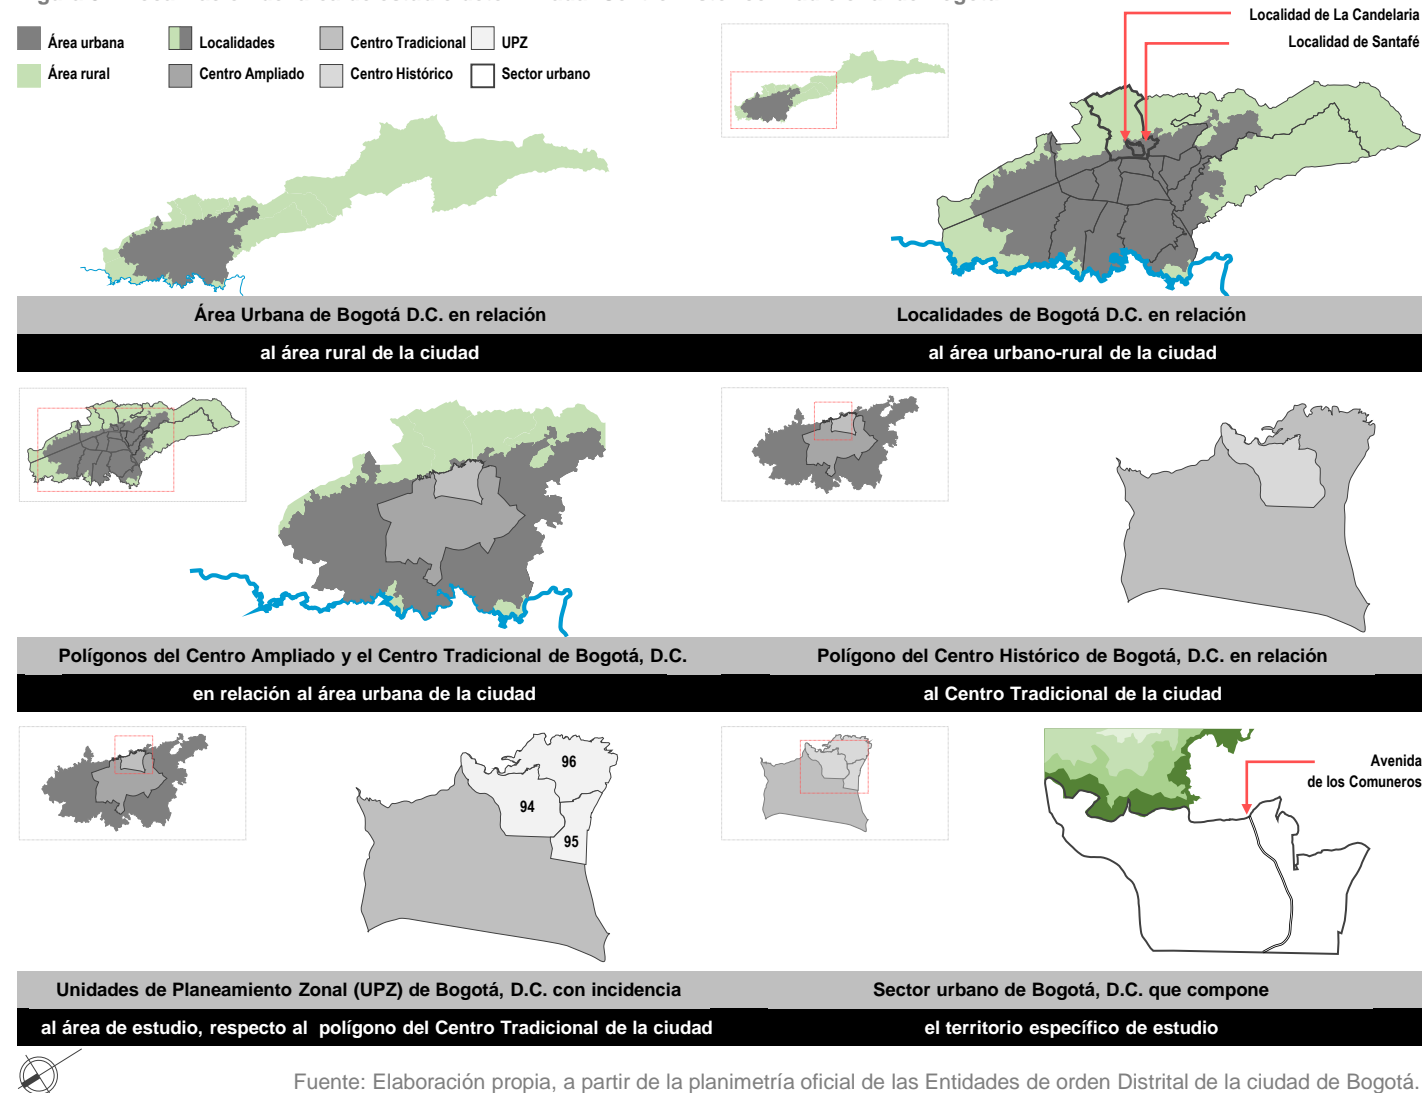 Área urbana
Localidades
Centro Tradicional
UPZ
Área rural
Centro Ampliado
Centro Histórico
Sector urbano
Localidad de La Candelaria
Localidad de Santafé
Área Urbana de Bogotá D.C. en relación
al área rural de la ciudad
Localidades de Bogotá D.C. en relación
al área urbano-rural de la ciudad
Polígonos del Centro Ampliado y el Centro Tradicional de Bogotá, D.C.
en relación al área urbana de la ciudad
Polígono del Centro Histórico de Bogotá, D.C. en relación
al Centro Tradicional de la ciudad
96
94
95
Avenida
de los Comuneros
Unidades de Planeamiento Zonal (UPZ) de Bogotá, D.C. con incidencia
al área de estudio, respecto al polígono del Centro Tradicional de la ciudad
Sector urbano de Bogotá, D.C. que compone
el territorio específico de estudio
Fuente: Elaboración propia, a partir de la planimetría oficial de las Entidades de orden Distrital de la ciudad de Bogotá.